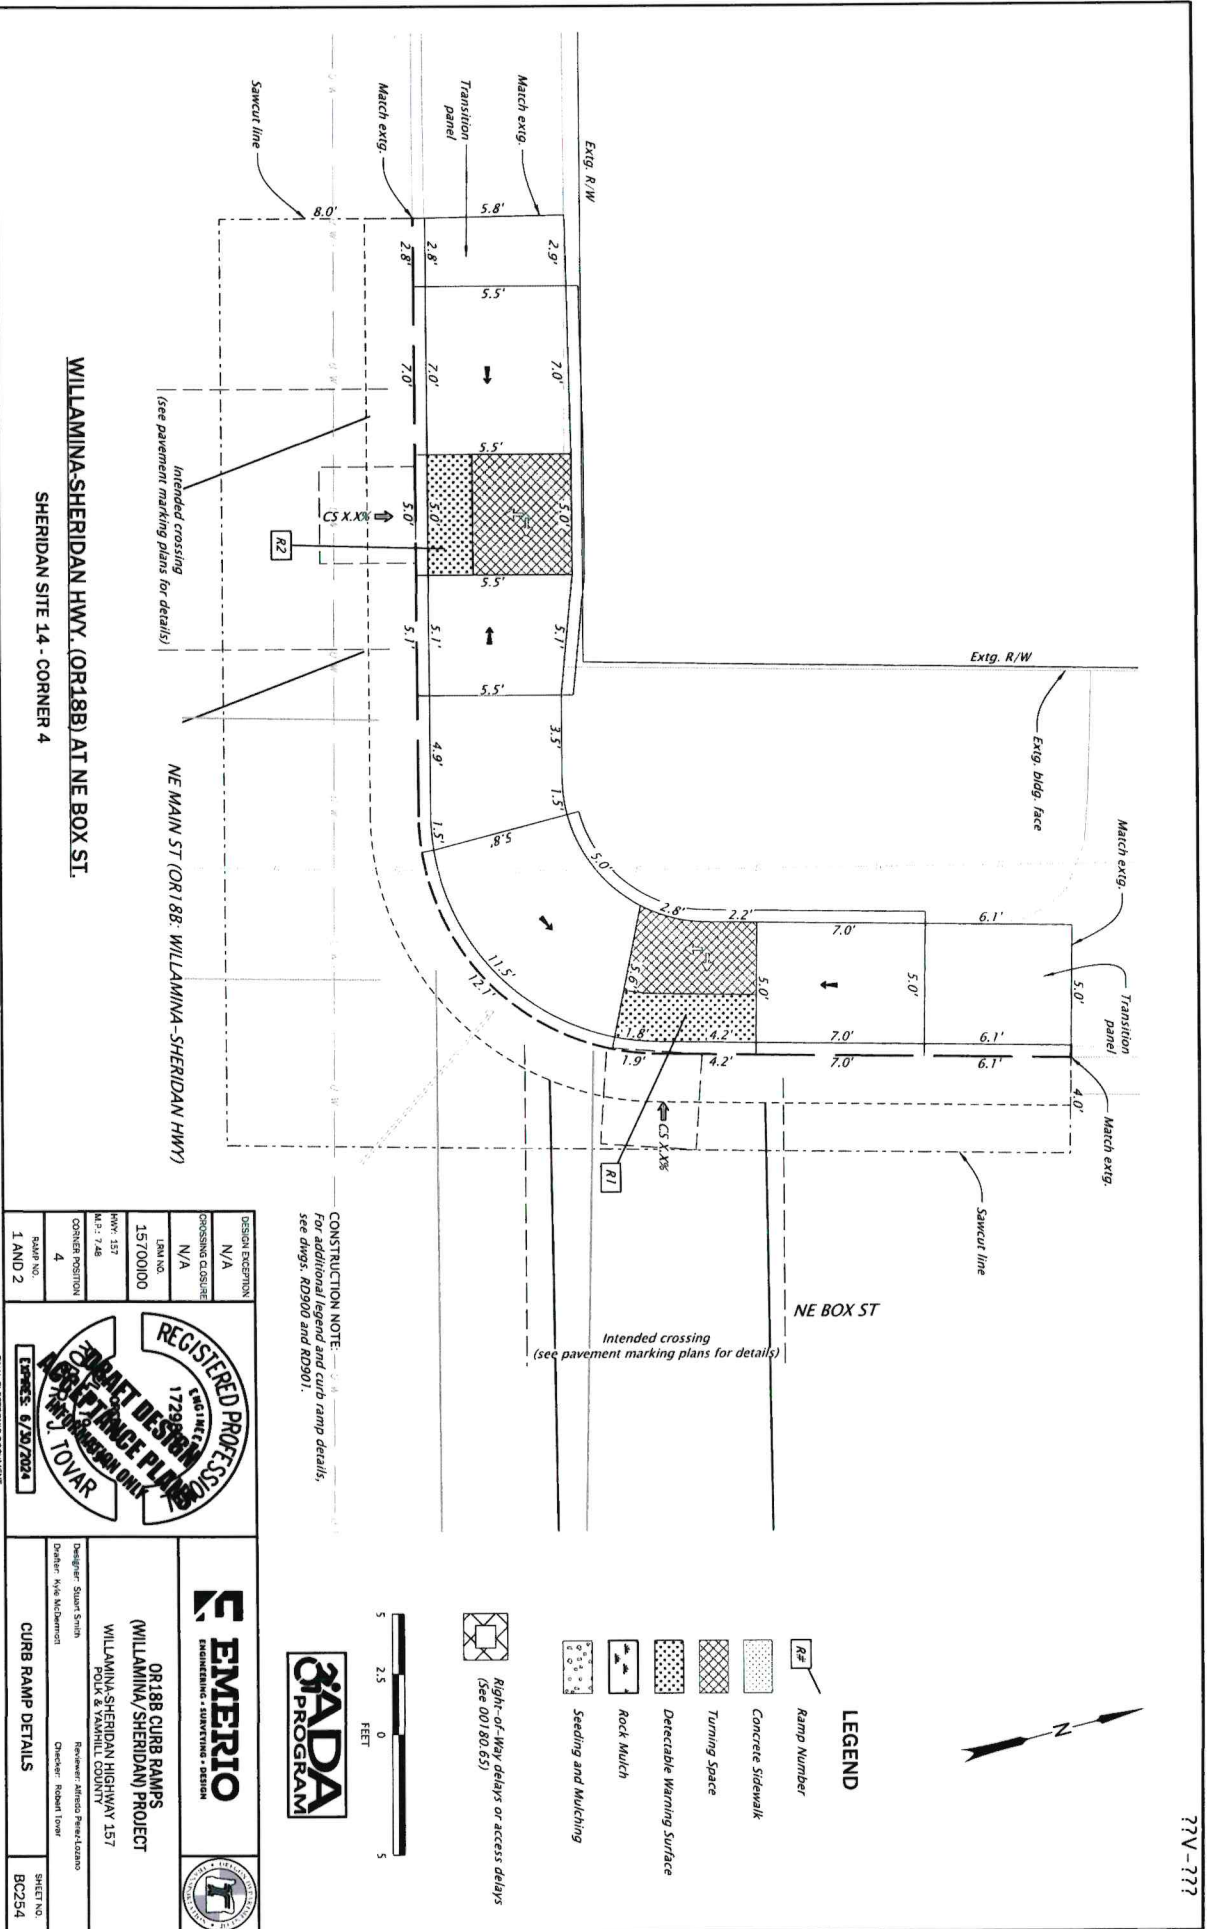 ??V-???
Extg. R/W
Match extg.
Transition
panel
Match extg.
Sawcut line
8.0'
5.8'
2.8'
2.8'
2.9'
5.5'
7.0'
7.0'
7.0'
5.5'
5.0'
5.0'
5.0'
CS X.X%
R2
5.5'
5.1'
5.1'
5.1'
5.5'
4.9'
3.5'
1.5'
1.5'
5.8'
5.0'
11.5'
12.1'
2.8'
2.2'
5.6'
1.8'
1.9'
4.2'
4.2'
5.0'
7.0'
7.0'
7.0'
5.0'
6.1'
6.1'
6.1'
5.0'
4.0'
CS X.X%
R1
Extg. R/W
Extg. bldg. face
Match extg.
Transition
panel
Match extg.
Sawcut line
Intended crossing
(see pavement marking plans for details)
NE MAIN ST (OR18B: WILLAMINA-SHERIDAN HWY)
NE BOX ST
Intended crossing
(see pavement marking plans for details)
WILLAMINA-SHERIDAN HWY. (OR18B) AT NE BOX ST.
SHERIDAN SITE 14 - CORNER 4
CONSTRUCTION NOTE:
For additional legend and curb ramp details,
see dwgs. RD900 and RD901.
N
LEGEND
R#
Ramp Number
Concrete Sidewalk
Turning Space
Detectable Warning Surface
Rock Mulch
Seeding and Mulching
Right-of-Way delays or access delays
(See 00180.65)
5
2.5
0
5
FEET
ADA
PROGRAM
DESIGN EXCEPTION
N/A
CROSSING CLOSURE
N/A
LRM NO.
15700I00
HWY: 157
M.P.: 7.48
CORNER POSITION
4
RAMP NO.
1 AND 2
REGISTERED PROFESSIONAL
ENGINEER
DRAFT DESIGN
ACCEPTANCE PLANS
INFORMATION ONLY
J. TOVAR
EXPIRES: 6/30/2024
EMERIO
ENGINEERING • SURVEYING • DESIGN
OR18B CURB RAMPS
(WILLAMINA/SHERIDAN) PROJECT
WILLAMINA-SHERIDAN HIGHWAY 157
POLK & YAMHILL COUNTY
Designer: Stuart Smith
Reviewer: Alfredo Perez-Lozano
Drafter: Kyle McDermott
Checker: Robert Tovar
CURB RAMP DETAILS
SHEET NO.
BC254